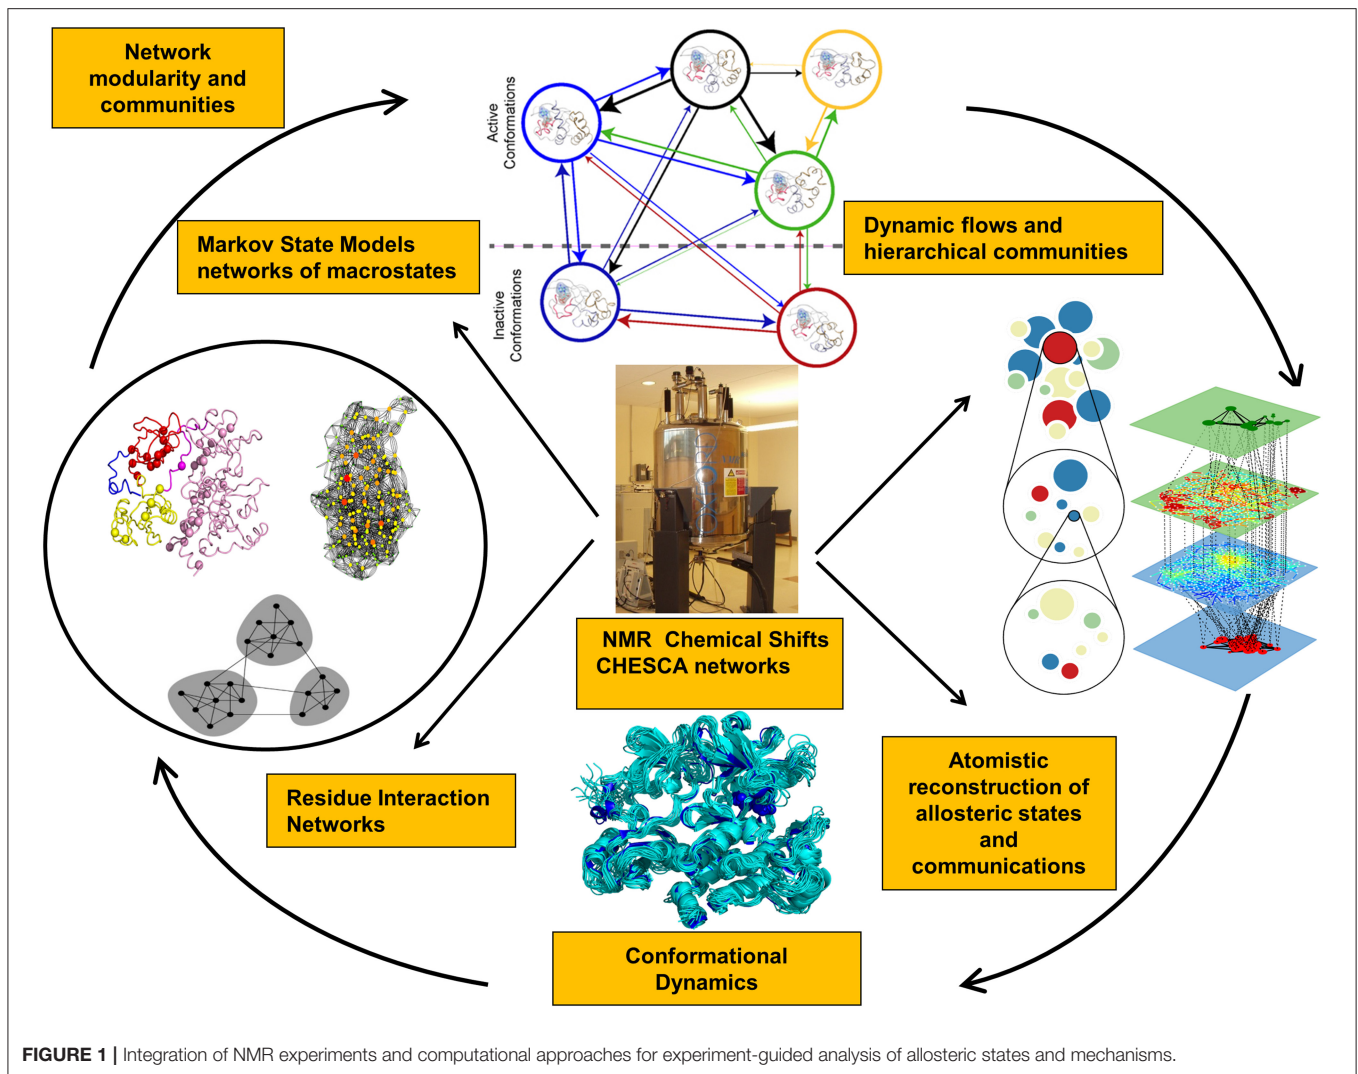 Network
modularity and
communities
Active
Conformations
Markov State Models
networks of macrostates
Dynamic flows and
hierarchical communities
Inactive
Conformations
NMR Chemical Shifts
CHESCA networks
Residue Interaction
Networks
Atomistic
reconstruction of
allosteric states
and
communications
Conformational
Dynamics
FIGURE 1 | Integration of NMR experiments and computational approaches for experiment-guided analysis of allosteric states and mechanisms.